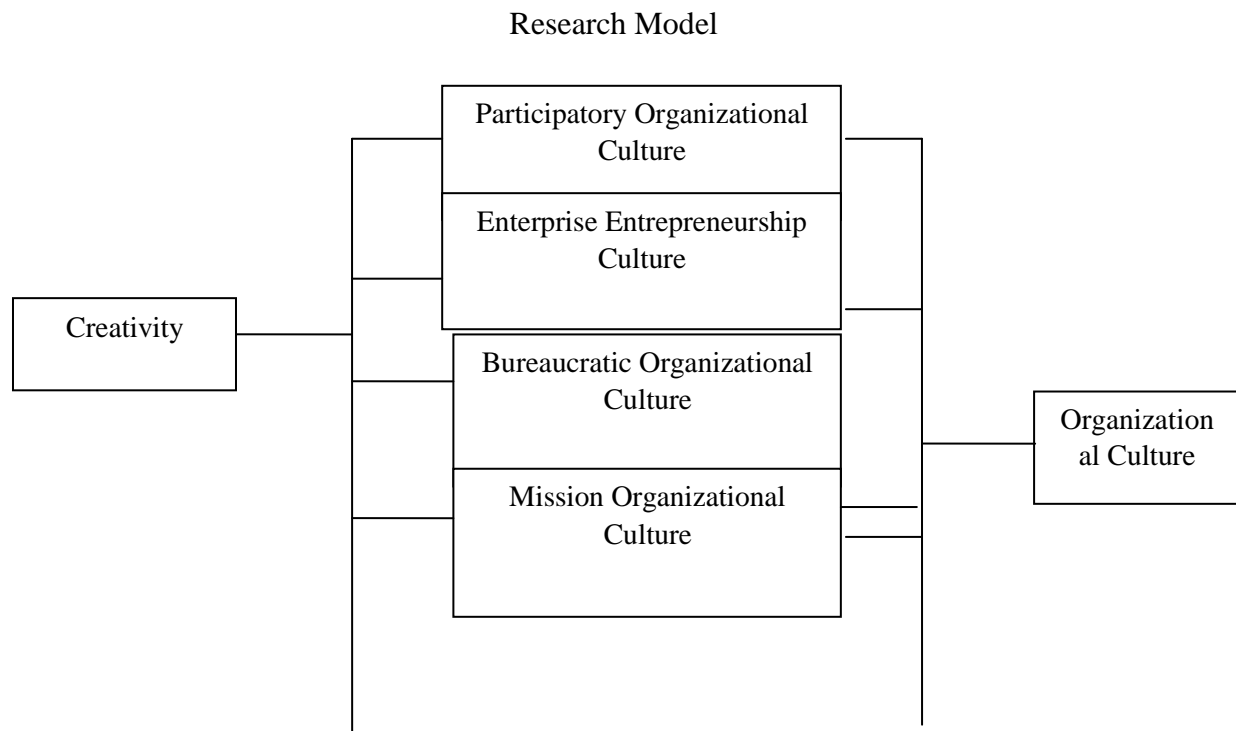 Research Model
Participatory Organizational
Culture
Enterprise Entrepreneurship
Culture
Creativity
Bureaucratic Organizational
Culture
Mission Organizational
Culture
Organization
al Culture